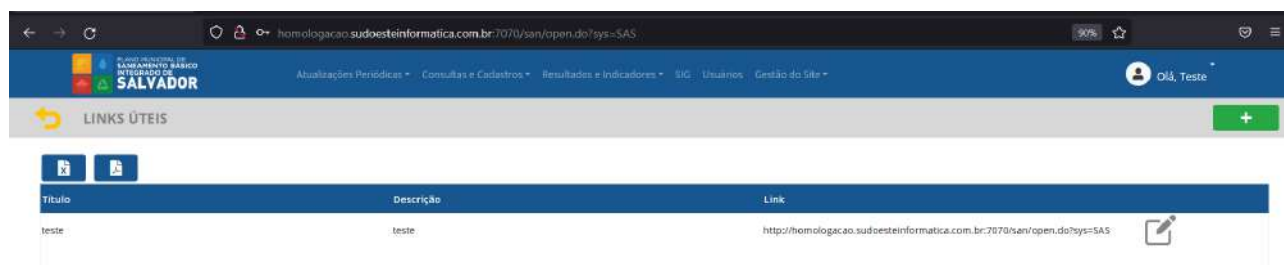 homologacao.sudoesteinformatica.com.br:7070/san/open.do?sys=SAS
90%
PLANO MUNICIPAL DE
SANEAMENTO BÁSICO
INTEGRADO DE
SALVADOR
Atualizações Periódicas Consultas e Cadastros Resultados e Indicadores SIG Usuários Gestão do Site
Olá, Teste
LINKS ÚTEIS
+
Título Descrição Link
teste teste http://homologacao.sudoesteinformatica.com.br:7070/san/open.do?sys=SAS